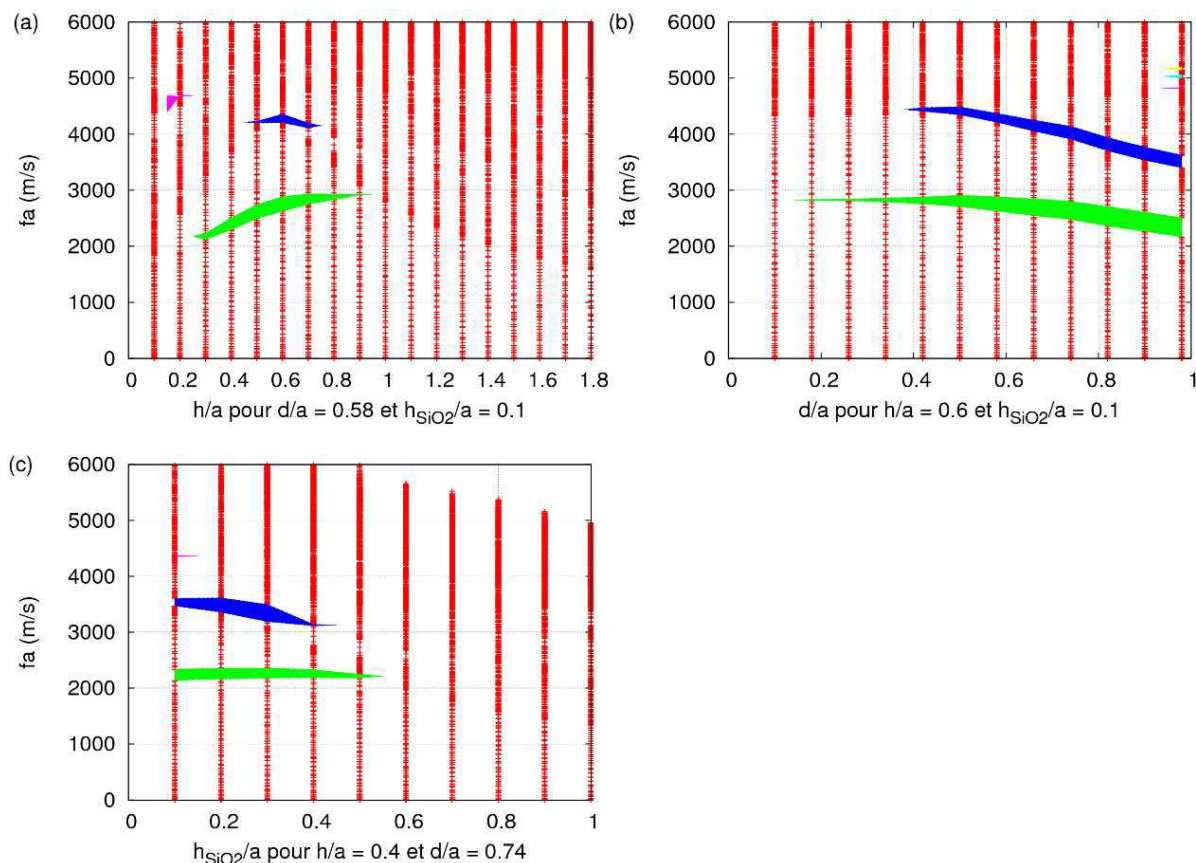 (a)
6000
5000
4000
3000
2000
1000
0
fa (m/s)
0 0.2 0.4 0.6 0.8 1 1.2 1.4 1.6 1.8
h/a pour d/a = 0.58 et hSiO2/a = 0.1
(b)
6000
5000
4000
3000
2000
1000
0
fa (m/s)
0 0.2 0.4 0.6 0.8 1
d/a pour h/a = 0.6 et hSiO2/a = 0.1
(c)
6000
5000
4000
3000
2000
1000
0
fa (m/s)
0 0.2 0.4 0.6 0.8 1
hSiO2/a pour h/a = 0.4 et d/a = 0.74